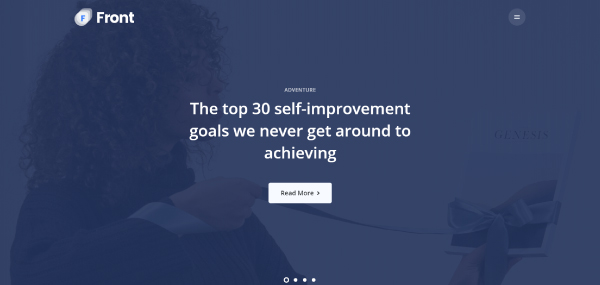 Front
ADVENTURE
The top 30 self-improvement
goals we never get around to
achieving
GENESIS
Read More